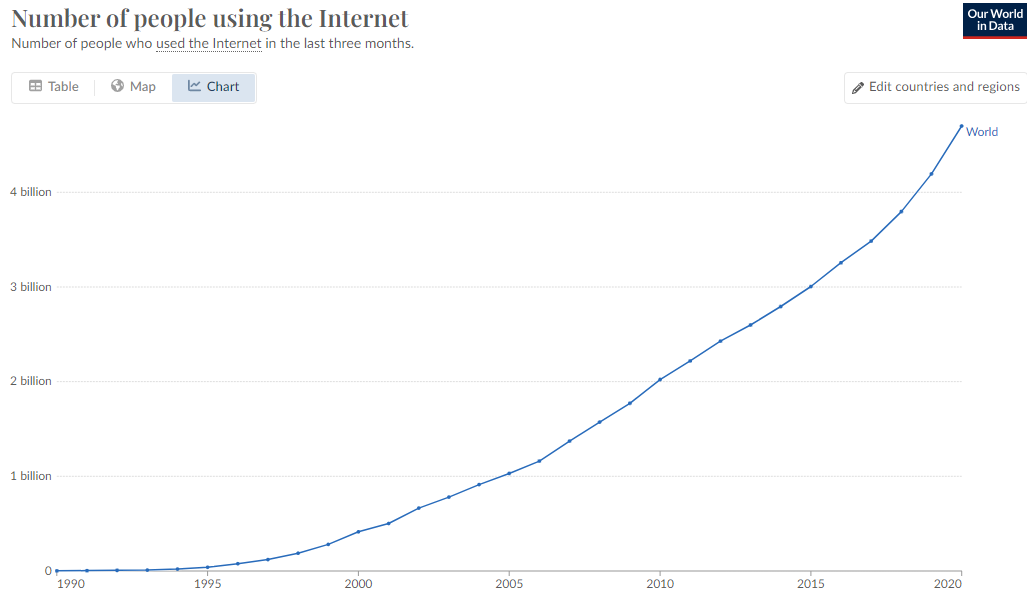 Number of people using the Internet
Number of people who used the Internet in the last three months.
Our World
in Data
Table
Map
Chart
Edit countries and regions
World
4 billion
3 billion
2 billion
1 billion
0
1990
1995
2000
2005
2010
2015
2020